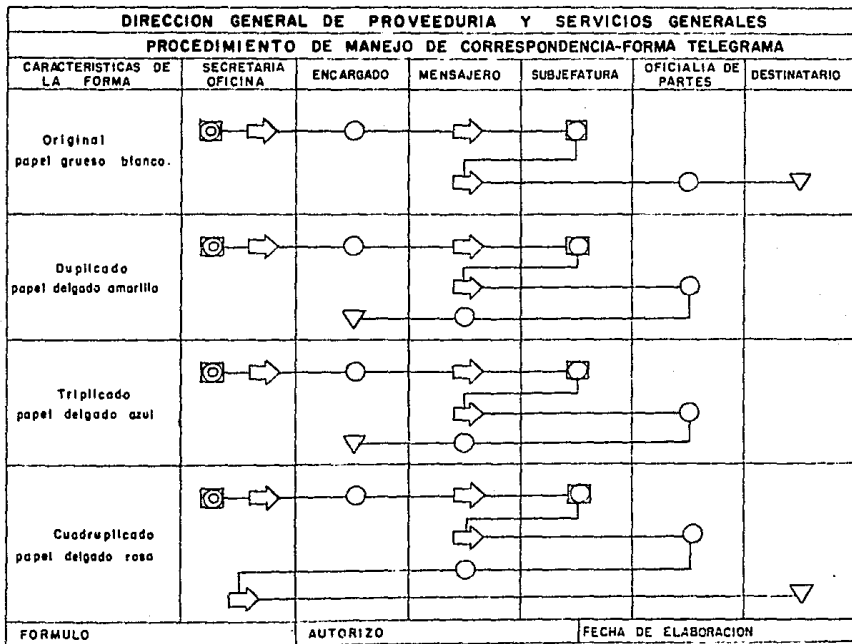 DIRECCION GENERAL DE PROVEEDURIA Y SERVICIOS GENERALES
PROCEDIMIENTO DE MANEJO DE CORRESPONDENCIA-FORMA TELEGRAMA
CARACTERISTICAS DE
LA FORMA
SECRETARIA
OFICINA
ENCARGADO
MENSAJERO
SUBJEFATURA
OFICIALIA DE
PARTES
DESTINATARIO
Original
papel grueso blanco.
Duplicado
papel delgado amarillo
Triplicado
papel delgado azul
Cuadruplicado
papel delgado rosa
FORMULO
AUTORIZO
FECHA DE ELABORACION